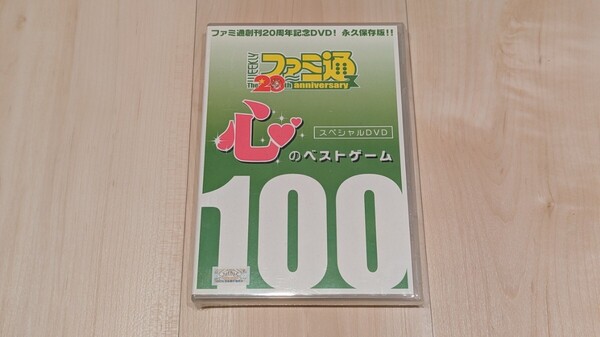 ファミ通創刊20周年記念DVD! 永久保存版!!
WEEKLY
ファミ通
The 20th anniversary
スペシャルDVD
心のベストゲーム
100